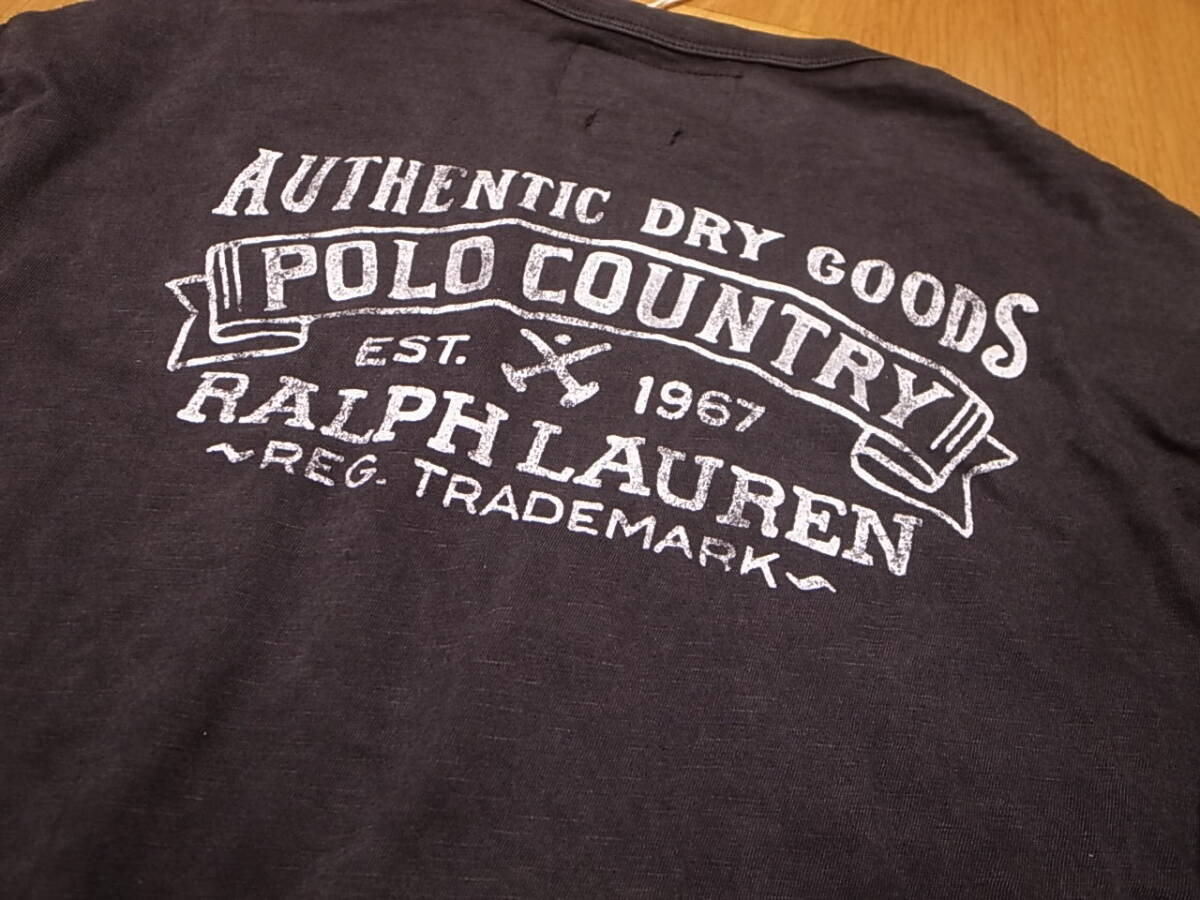 AUTHENTIC DRY GOODS
POLO COUNTRY
EST. 1967
RALPH LAUREN
~REG. TRADEMARK~